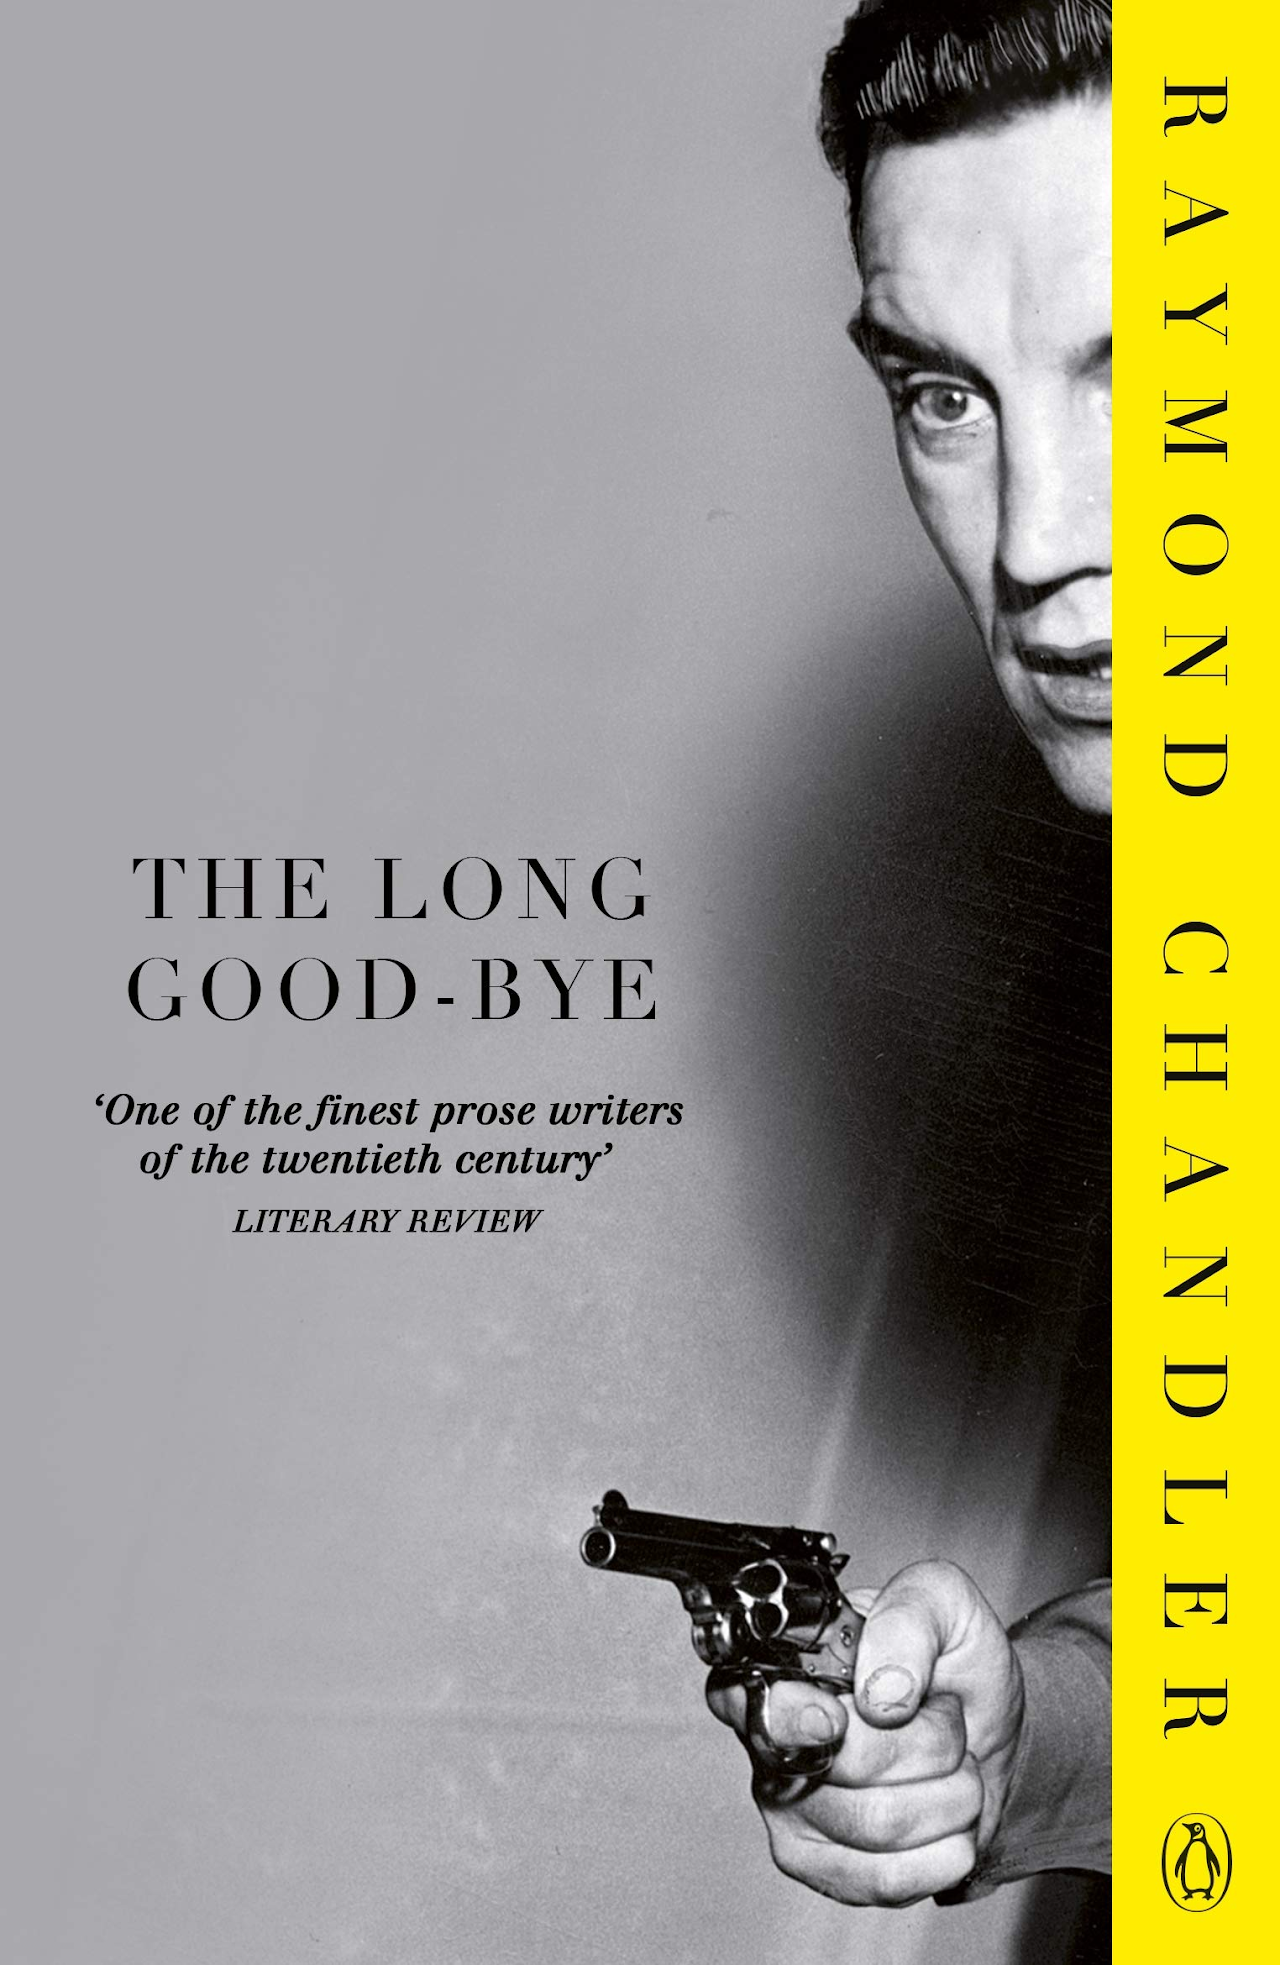 THE LONG
GOOD-BYE
‘One of the finest prose writers
of the twentieth century’
LITERARY REVIEW
RAYMOND CHANDLER